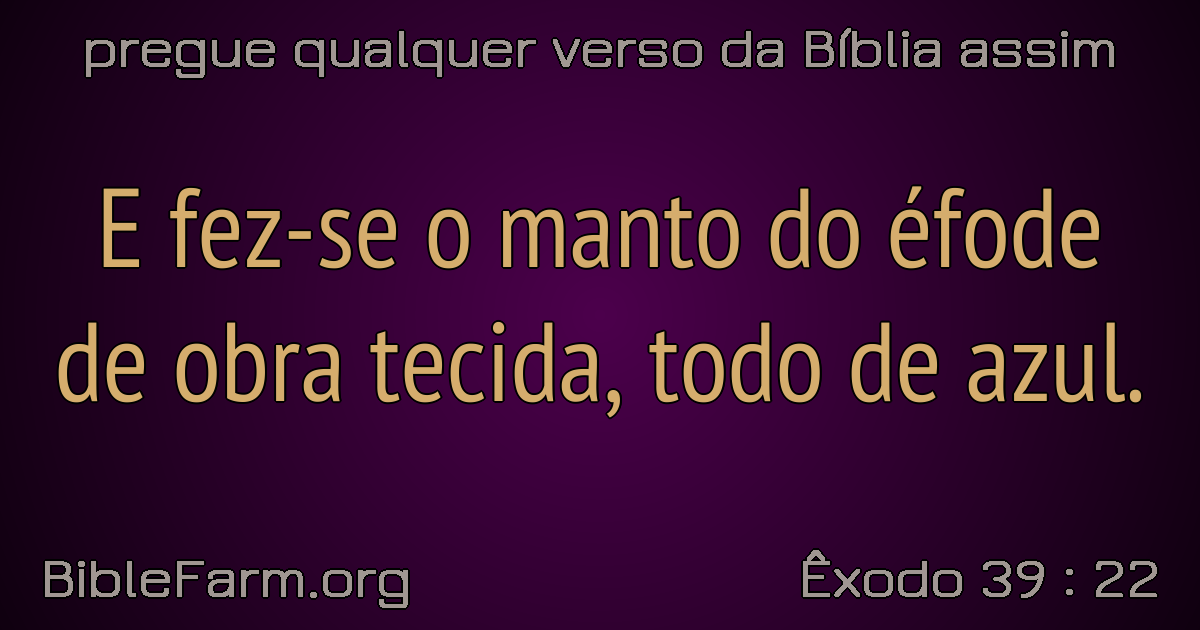 pregue qualquer verso da Bíblia assim
E fez-se o manto do éfode
de obra tecida, todo de azul.
BibleFarm.org
Êxodo 39 : 22